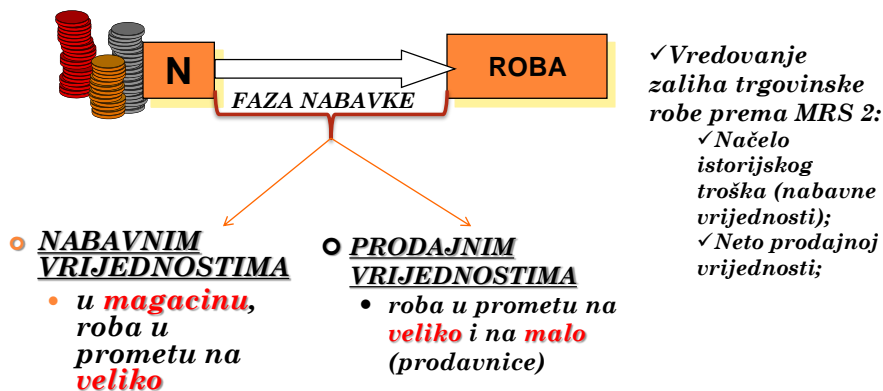 N
ROBA
FAZA NABAVKE
✓Vredovanje
zaliha trgovinske
robe prema MRS 2:
✓Načelo
istorijskog
troška (nabavne
vrijednosti);
✓Neto prodajnoj
vrijednosti;
NABAVNIM
VRIJEDNOSTIMA
• u magacinu,
roba u
prometu na
veliko
PRODAJNIM
VRIJEDNOSTIMA
• roba u prometu na
veliko i na malo
(prodavnice)